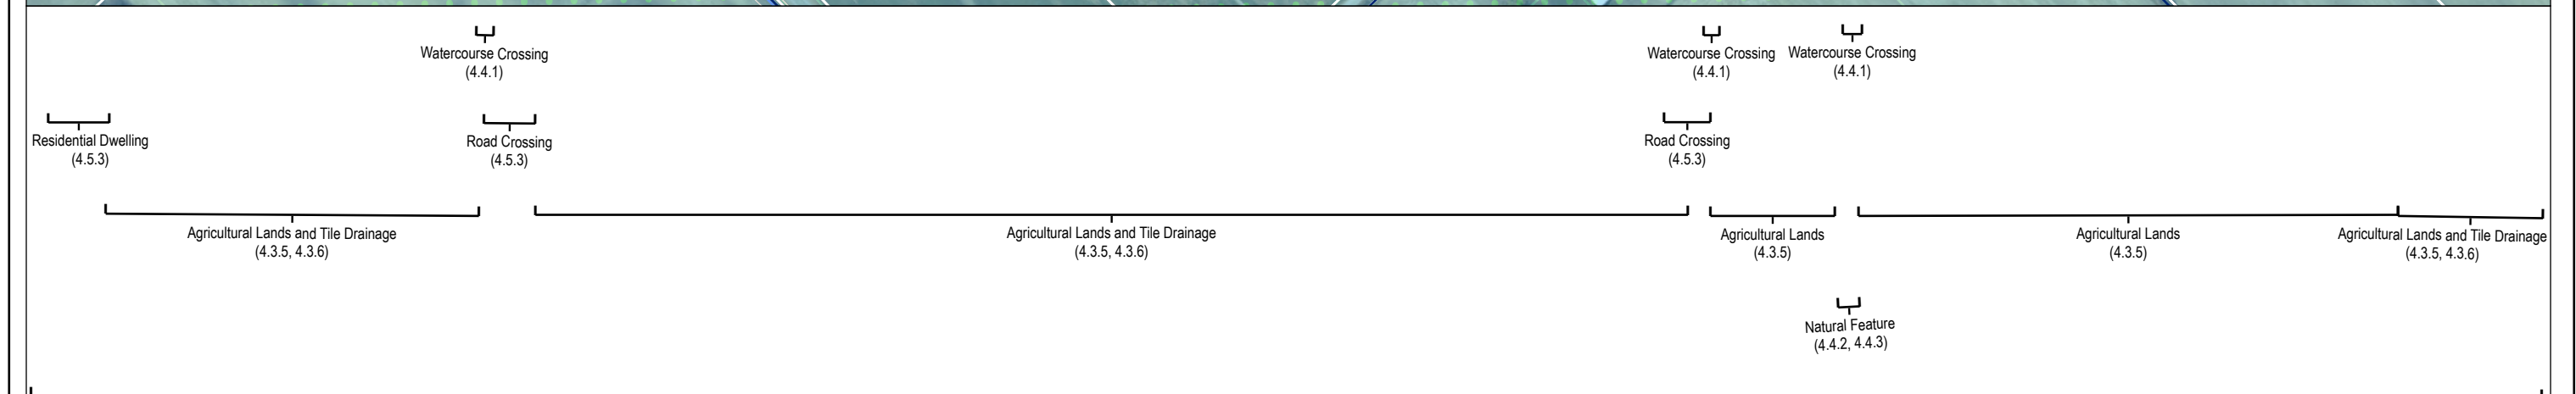 Watercourse Crossing
(4.4.1)
Watercourse Crossing
(4.4.1)
Watercourse Crossing
(4.4.1)
Residential Dwelling
(4.5.3)
Road Crossing
(4.5.3)
Road Crossing
(4.5.3)
Agricultural Lands and Tile Drainage
(4.3.5, 4.3.6)
Agricultural Lands and Tile Drainage
(4.3.5, 4.3.6)
Agricultural Lands
(4.3.5)
Agricultural Lands
(4.3.5)
Agricultural Lands and Tile Drainage
(4.3.5, 4.3.6)
Natural Feature
(4.4.2, 4.4.3)